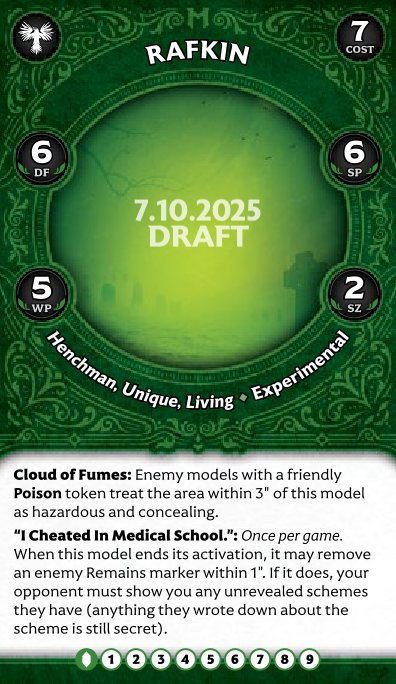 RAFKIN
7
COST
6
DF
6
SP
7.10.2025
DRAFT
5
WP
2
SZ
Henchman, Unique, Living ◆ Experimental
Cloud of Fumes: Enemy models with a friendly
Poison token treat the area within 3" of this model
as hazardous and concealing.
“I Cheated In Medical School.”: Once per game.
When this model ends its activation, it may remove
an enemy Remains marker within 1". If it does, your
opponent must show you any unrevealed schemes
they have (anything they wrote down about the
scheme is still secret).
1 2 3 4 5 6 7 8 9